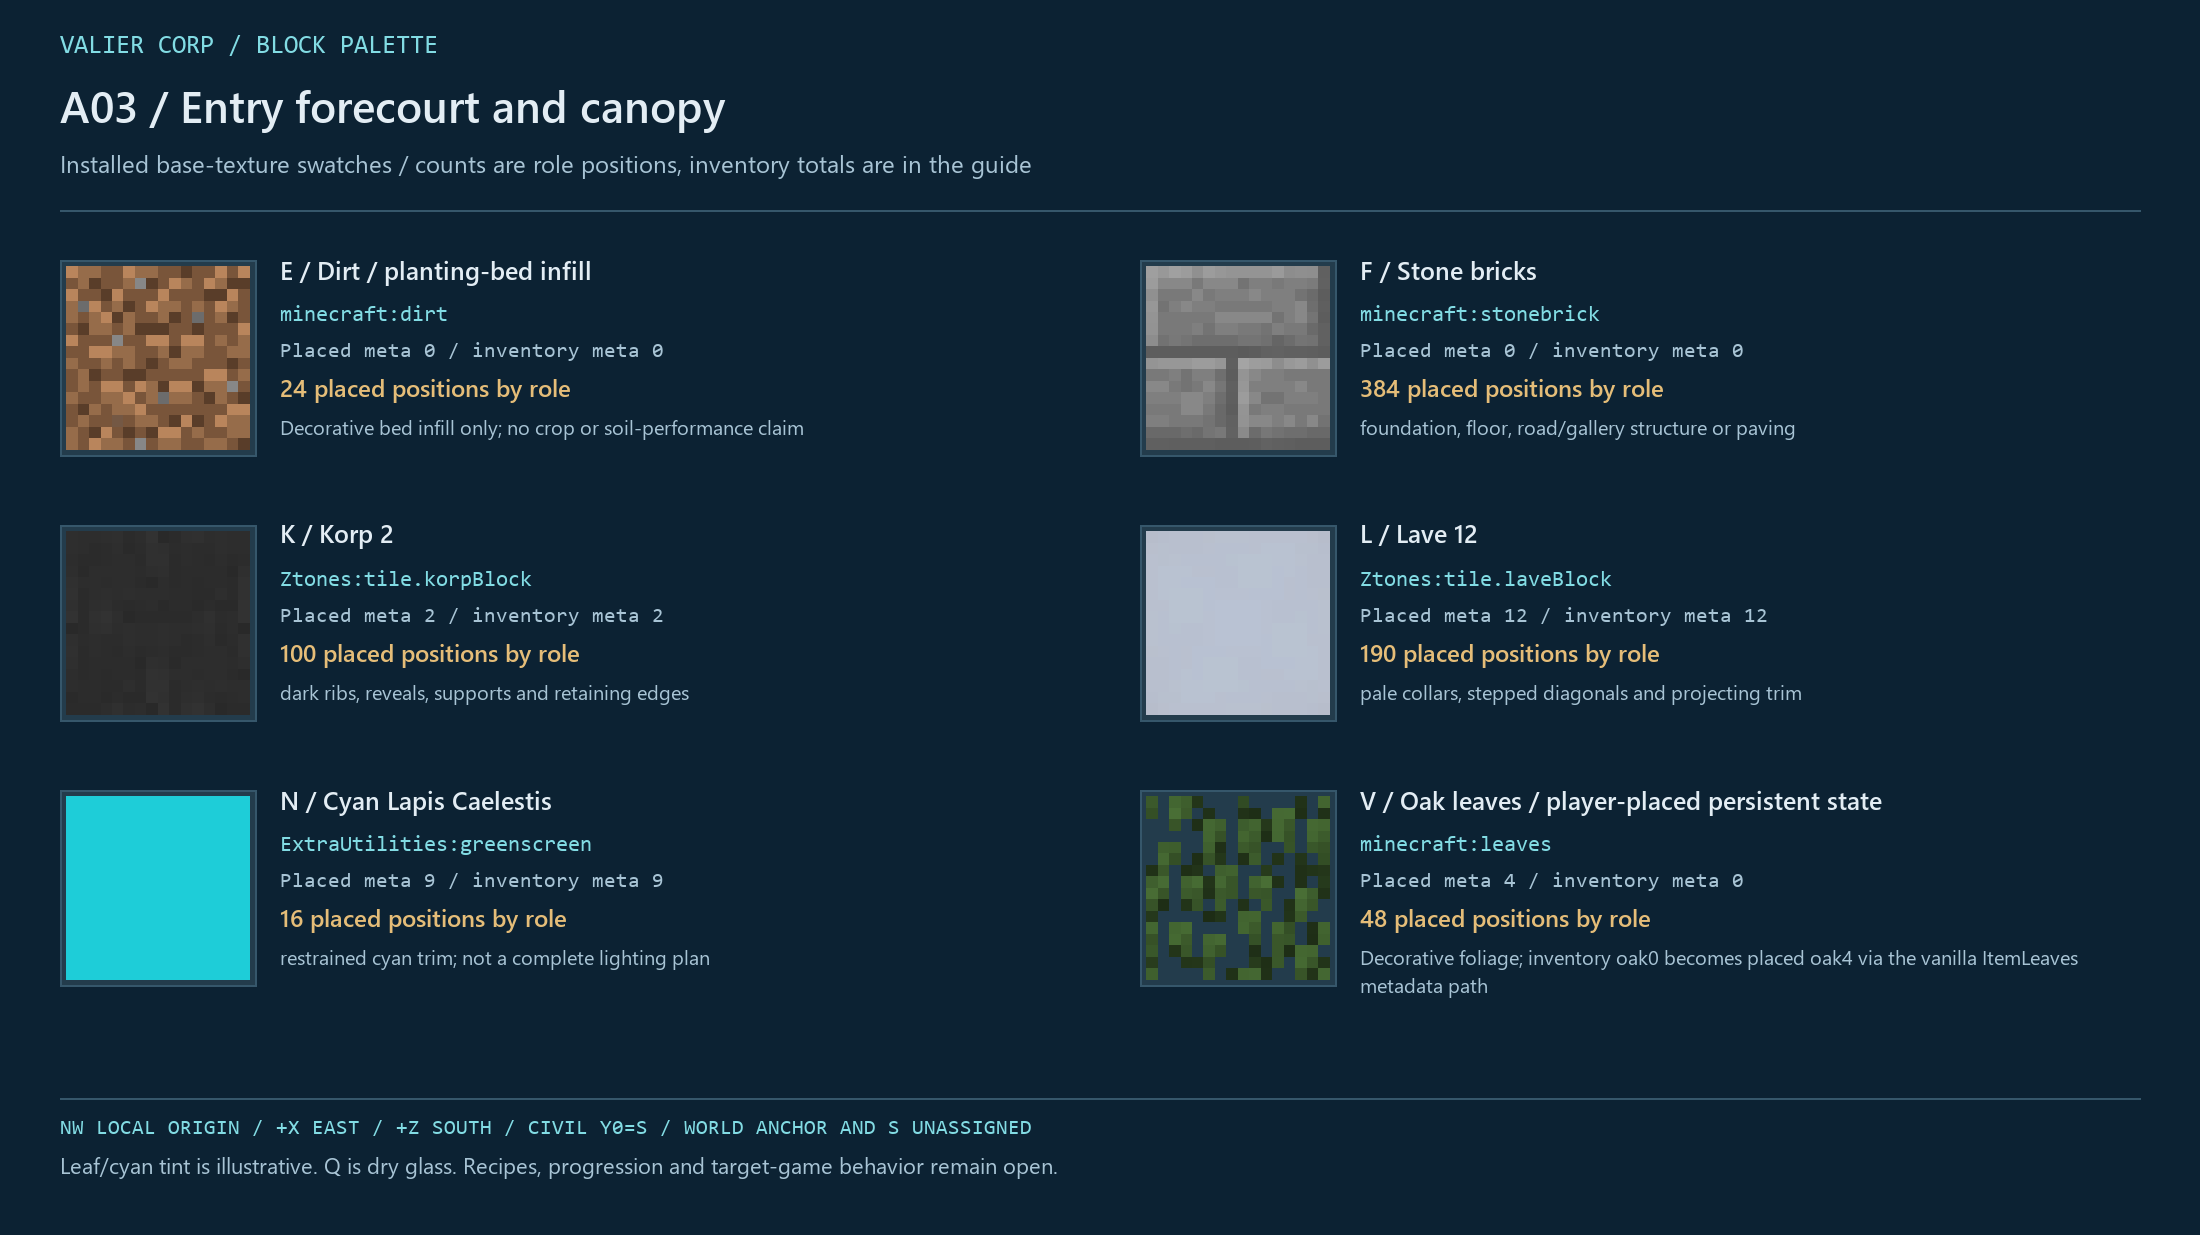 VALIER CORP / BLOCK PALETTE
A03 / Entry forecourt and canopy
Installed base-texture swatches / counts are role positions, inventory totals are in the guide
E / Dirt / planting-bed infill
minecraft:dirt
Placed meta 0 / inventory meta 0
24 placed positions by role
Decorative bed infill only; no crop or soil-performance claim
F / Stone bricks
minecraft:stonebrick
Placed meta 0 / inventory meta 0
384 placed positions by role
foundation, floor, road/gallery structure or paving
K / Korp 2
Ztones:tile.korpBlock
Placed meta 2 / inventory meta 2
100 placed positions by role
dark ribs, reveals, supports and retaining edges
L / Lave 12
Ztones:tile.laveBlock
Placed meta 12 / inventory meta 12
190 placed positions by role
pale collars, stepped diagonals and projecting trim
N / Cyan Lapis Caelestis
ExtraUtilities:greenscreen
Placed meta 9 / inventory meta 9
16 placed positions by role
restrained cyan trim; not a complete lighting plan
V / Oak leaves / player-placed persistent state
minecraft:leaves
Placed meta 4 / inventory meta 0
48 placed positions by role
Decorative foliage; inventory oak0 becomes placed oak4 via the vanilla ItemLeaves
metadata path
NW LOCAL ORIGIN / +X EAST / +Z SOUTH / CIVIL Y0=S / WORLD ANCHOR AND S UNASSIGNED
Leaf/cyan tint is illustrative. Q is dry glass. Recipes, progression and target-game behavior remain open.